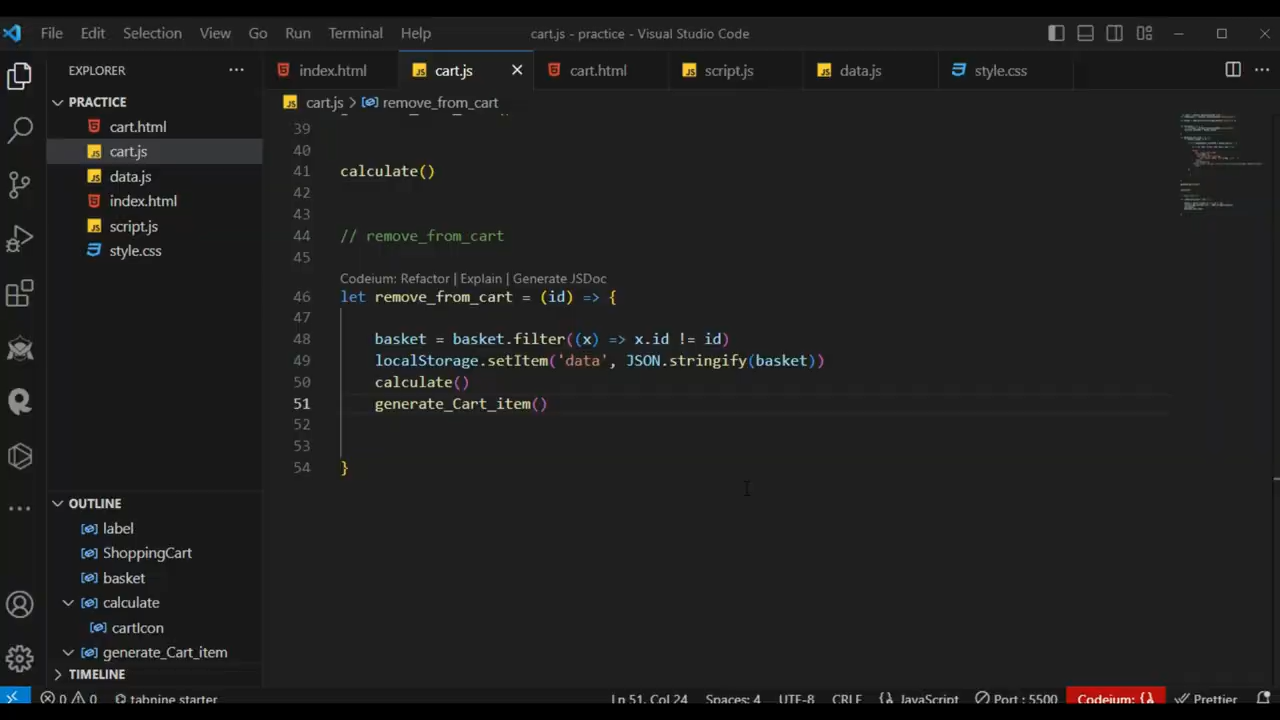 File Edit Selection View Go Run Terminal Help cart.js - practice - Visual Studio Code
EXPLORER
index.html
cart.js
cart.html
script.js
data.js
style.css
PRACTICE
cart.html
cart.js
data.js
index.html
script.js
style.css
OUTLINE
label
ShoppingCart
basket
calculate
cartIcon
generate_Cart_item
TIMELINE
cart.js > remove_from_cart
39
40
41 calculate()
42
43
44 // remove_from_cart
45
Codeium: Refactor | Explain | Generate JSDoc
46 let remove_from_cart = (id) => {
47
48 basket = basket.filter((x) => x.id != id)
49 localStorage.setItem('data', JSON.stringify(basket))
50 calculate()
51 generate_Cart_item()
52
53
54 }
0 0 tabnine starter Ln 51, Col 24 Spaces: 4 UTF-8 CRLF {} JavaScript Port : 5500 Codeium: {} Prettier